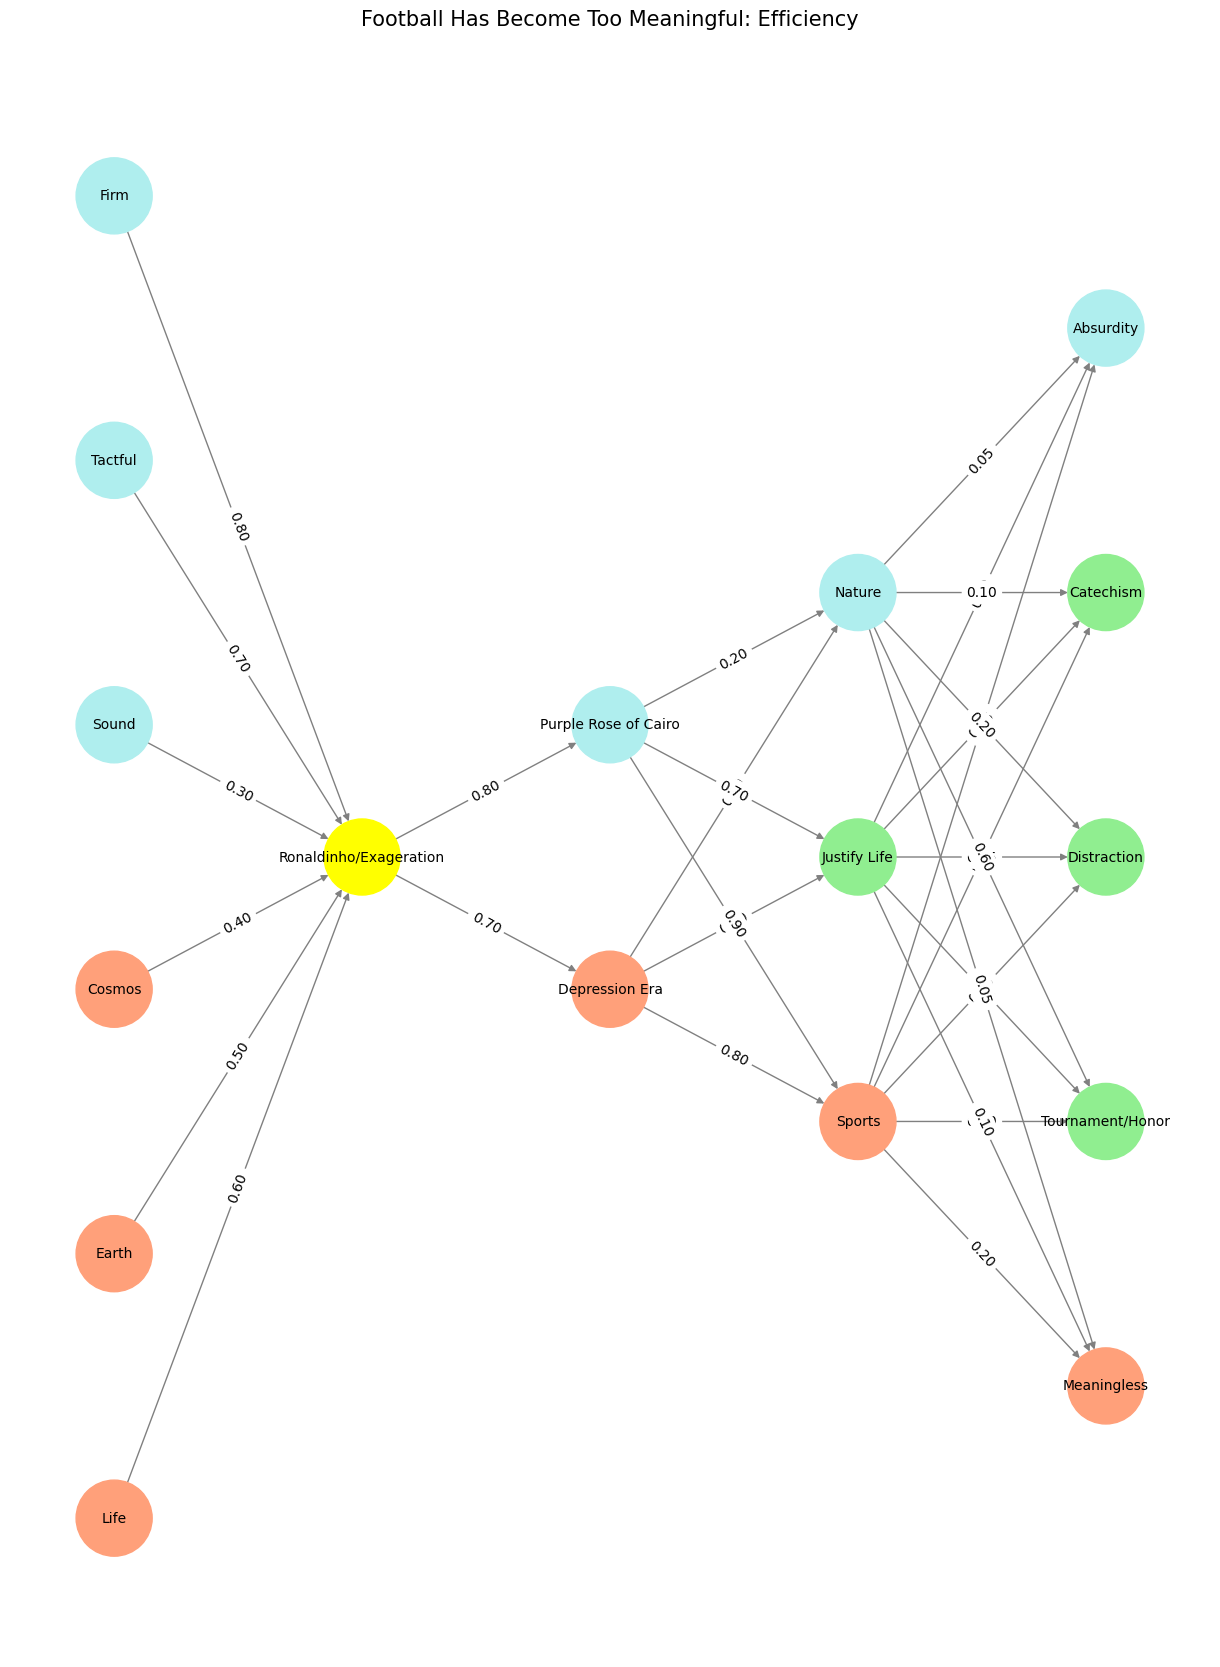 Football Has Become Too Meaningful: Efficiency
Firm
Absurdity
Tactful
0.05
0.80
Nature
0.10
Catechism
0.70
0.20
Sound
Purple Rose of Cairo
0.20
0.30
0.80
0.70
Ronaldinho/Exageration
Justify Life
0.60
Distraction
0.40
0.70
0.90
Cosmos
Depression Era
0.05
0.50
0.80
Sports
0.10
Tournament/Honor
0.60
Earth
0.20
Meaningless
Life